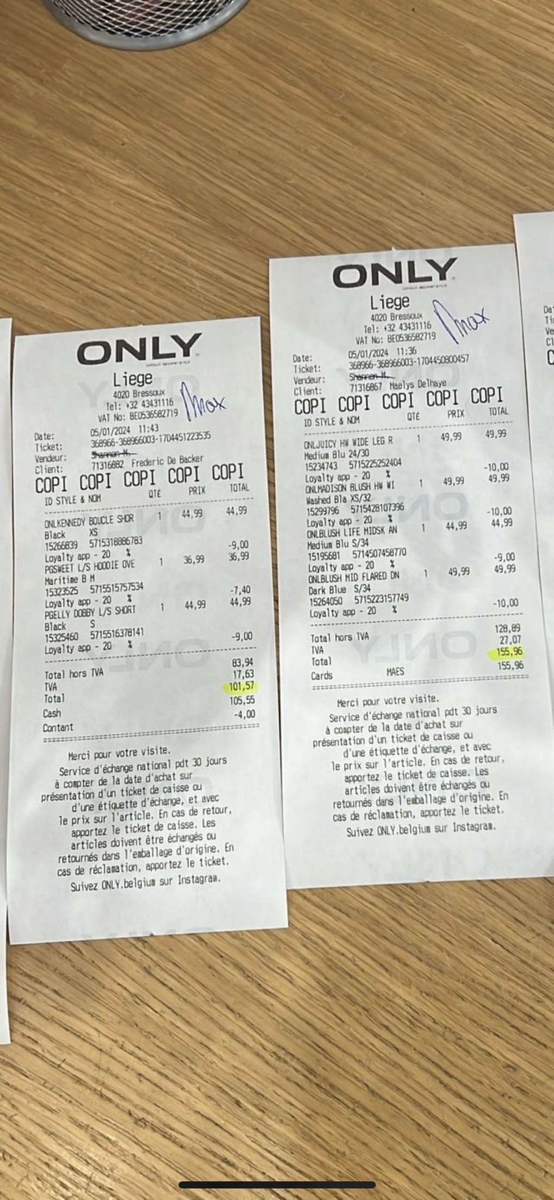 ONLY
Liege
4020 Bressoux
Tel: +32 43431116
VAT No: BE0536582719
Max
Date: 05/01/2024 11:43
Ticket: 368966-368966003-1704451223535
Vendeur: Shannon M.
Client: 71316882 Frederic De Backer
COPI COPI COPI COPI COPI
ID STYLE & NOM QTÉ PRIX TOTAL
ONLKENNEDY BOUCLE SHOR 1 44,99 44,99
Black XS
15266839 5715318886783
Loyalty app - 20 % -9,00
PGSWEET L/S HOODIE OVE 1 36,99 36,99
Maritime B M
15323525 5715515757534
Loyalty app - 20 % -7,40
PGELLY DOBBY L/S SHORT 1 44,99 44,99
Black S
15325460 5715516378141
Loyalty app - 20 % -9,00
Total hors TVA 83,94
TVA 17,63
Total 101,57
Cash 105,55
Contant -4,00
Merci pour votre visite.
Service d'échange national pdt 30 jours
à compter de la date d'achat sur
présentation d'un ticket de caisse ou
d'une étiquette d'échange, et avec
le prix sur l'article. En cas de retour,
apportez le ticket de caisse. Les
articles doivent être échangés ou
retournés dans l'emballage d'origine. En
cas de réclamation, apportez le ticket.
Suivez ONLY.belgium sur Instagram.
ONLY
Liege
4020 Bressoux
Tel: +32 43431116
VAT No: BE0536582719
Max
Date: 05/01/2024 11:36
Ticket: 368966-368966003-1704450800457
Vendeur: Shannon M.
Client: 71316867 Maelys Delhaye
COPI COPI COPI COPI COPI
ID STYLE & NOM QTÉ PRIX TOTAL
ONLJUICY HW WIDE LEG R 1 49,99 49,99
Medium Blu 24/30
15234743 5715225252404
Loyalty app - 20 % -10,00
ONLMADISON BLUSH HW WI 1 49,99 49,99
Washed Bla XS/32
15299796 5715428107396
Loyalty app - 20 % -10,00
ONLBLUSH LIFE MIDSK AN 1 44,99 44,99
Medium Blu S/34
15195681 5714507458770
Loyalty app - 20 % -9,00
ONLBLUSH MID FLARED DN 1 49,99 49,99
Dark Blue S/34
15264050 5715223157749
Loyalty app - 20 % -10,00
Total hors TVA 128,89
TVA 27,07
Total 155,96
Cards MAES 155,96
Merci pour votre visite.
Service d'échange national pdt 30 jours
à compter de la date d'achat sur
présentation d'un ticket de caisse ou
d'une étiquette d'échange, et avec
le prix sur l'article. En cas de retour,
apportez le ticket de caisse. Les
articles doivent être échangés ou
retournés dans l'emballage d'origine. En
cas de réclamation, apportez le ticket.
Suivez ONLY.belgium sur Instagram.